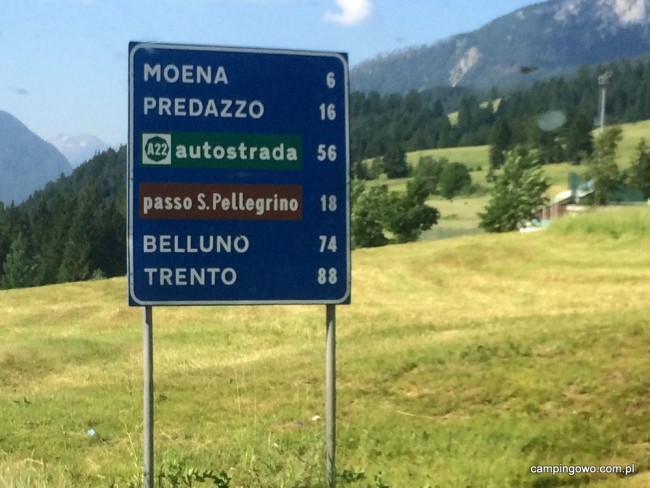 MOENA 6
PREDAZZO 16
A22 autostrada 56
passo S.Pellegrino 18
BELLUNO 74
TRENTO 88
campingowo.com.pl